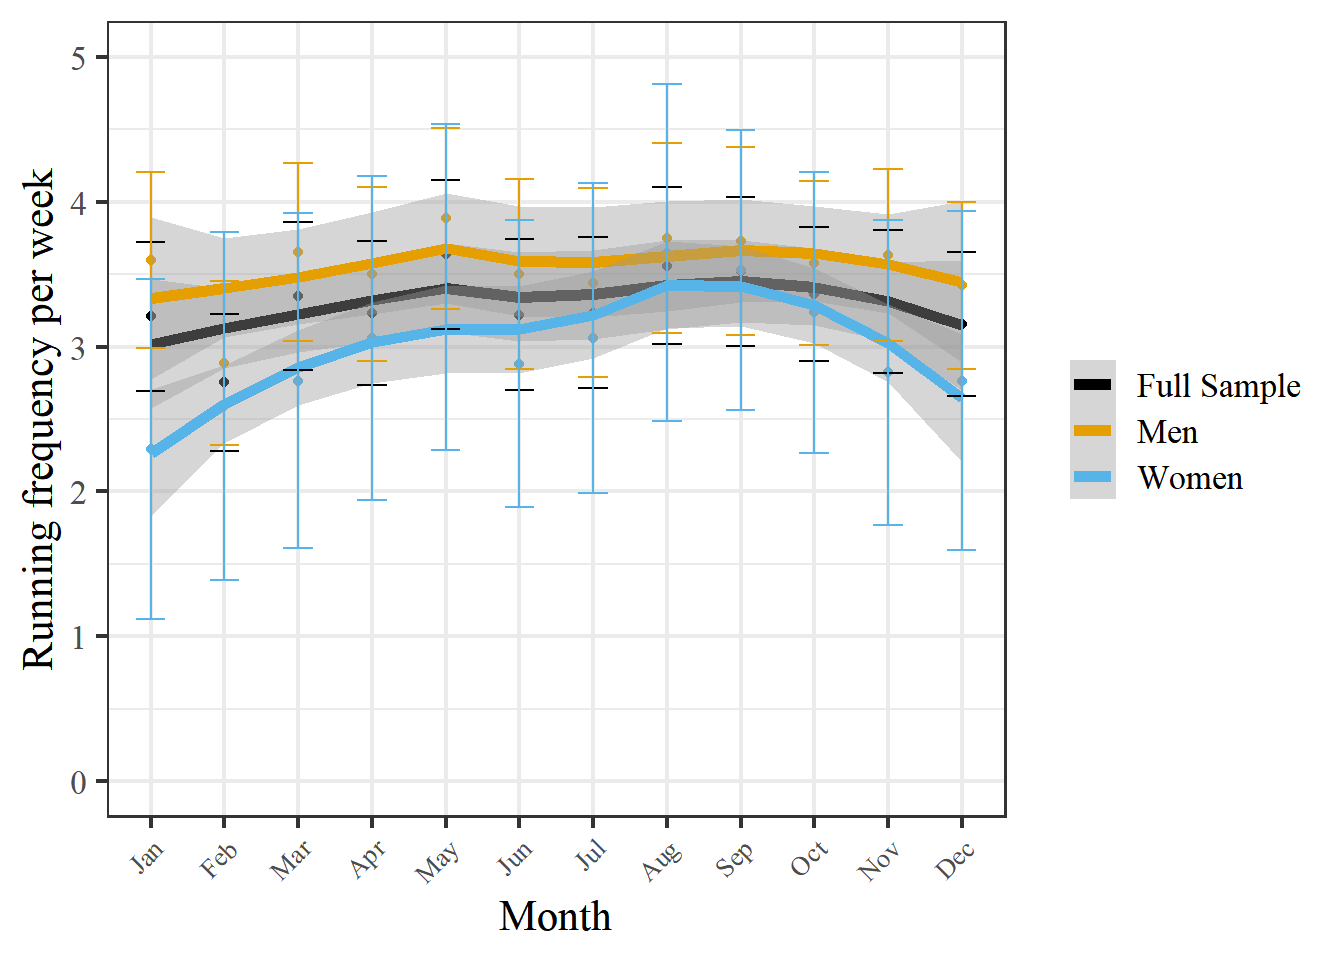 Running frequency per week
5
4
3
2
1
0
Jan
Feb
Mar
Apr
May
Jun
Jul
Aug
Sep
Oct
Nov
Dec
Month
Full Sample
Men
Women